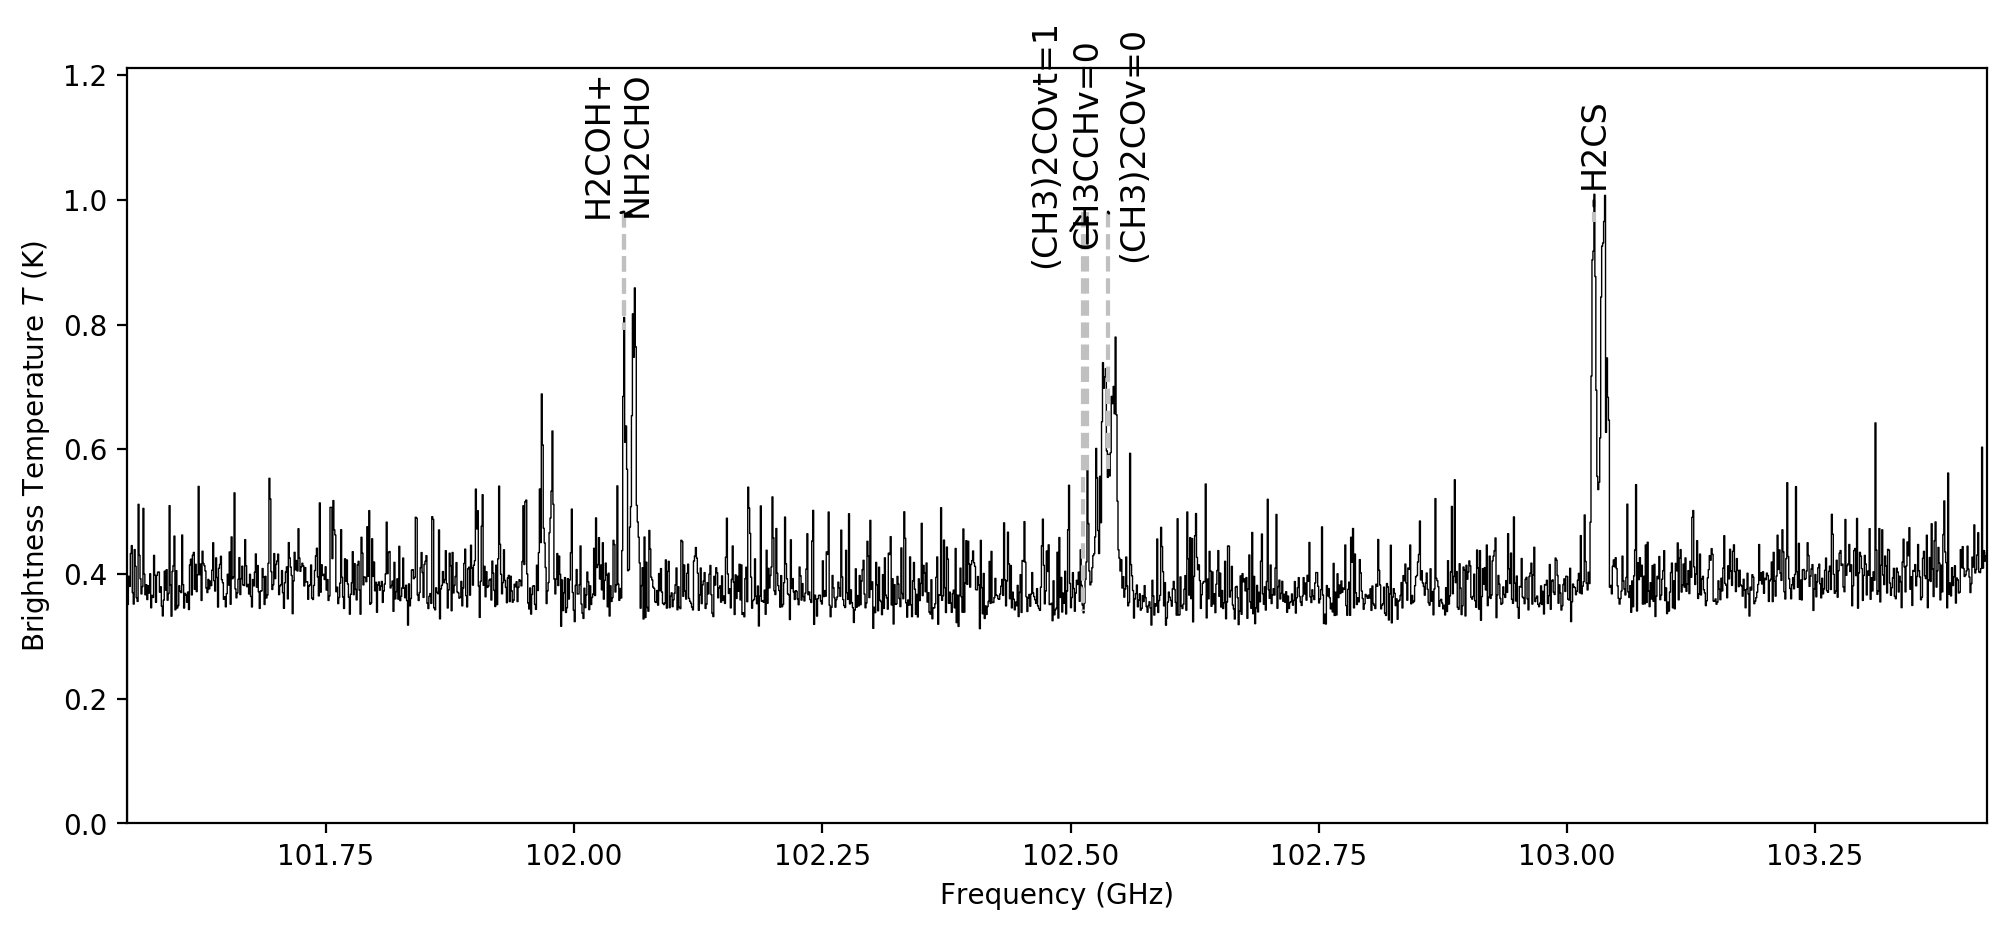 (CH3)2COvt=1
CH3CCHv=0
(CH3)2COv=0
H2COH+
NH2CHO
H2CS
1.2
1.0
0.8
0.6
0.4
0.2
0.0
Brightness Temperature T (K)
101.75 102.00 102.25 102.50 102.75 103.00 103.25
Frequency (GHz)